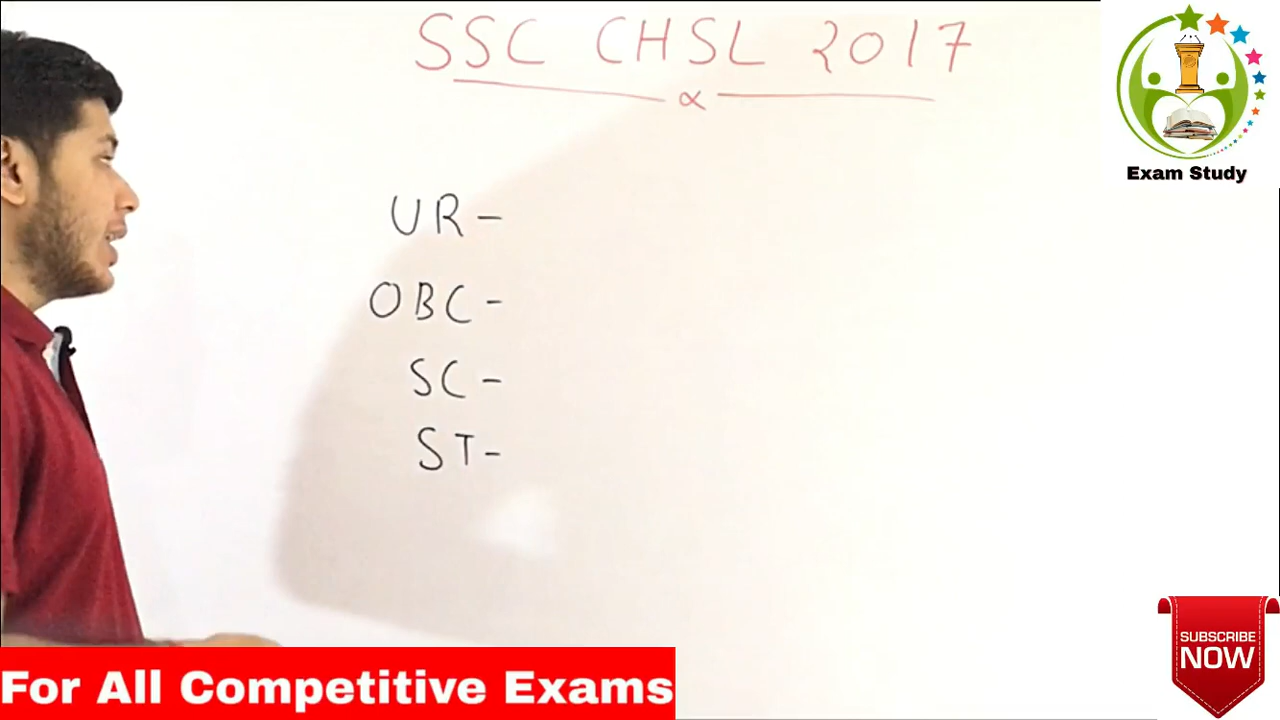 SSC CHSL 2017
Exam Study
UR -
OBC -
SC -
ST -
SUBSCRIBE
NOW
For All Competitive Exams